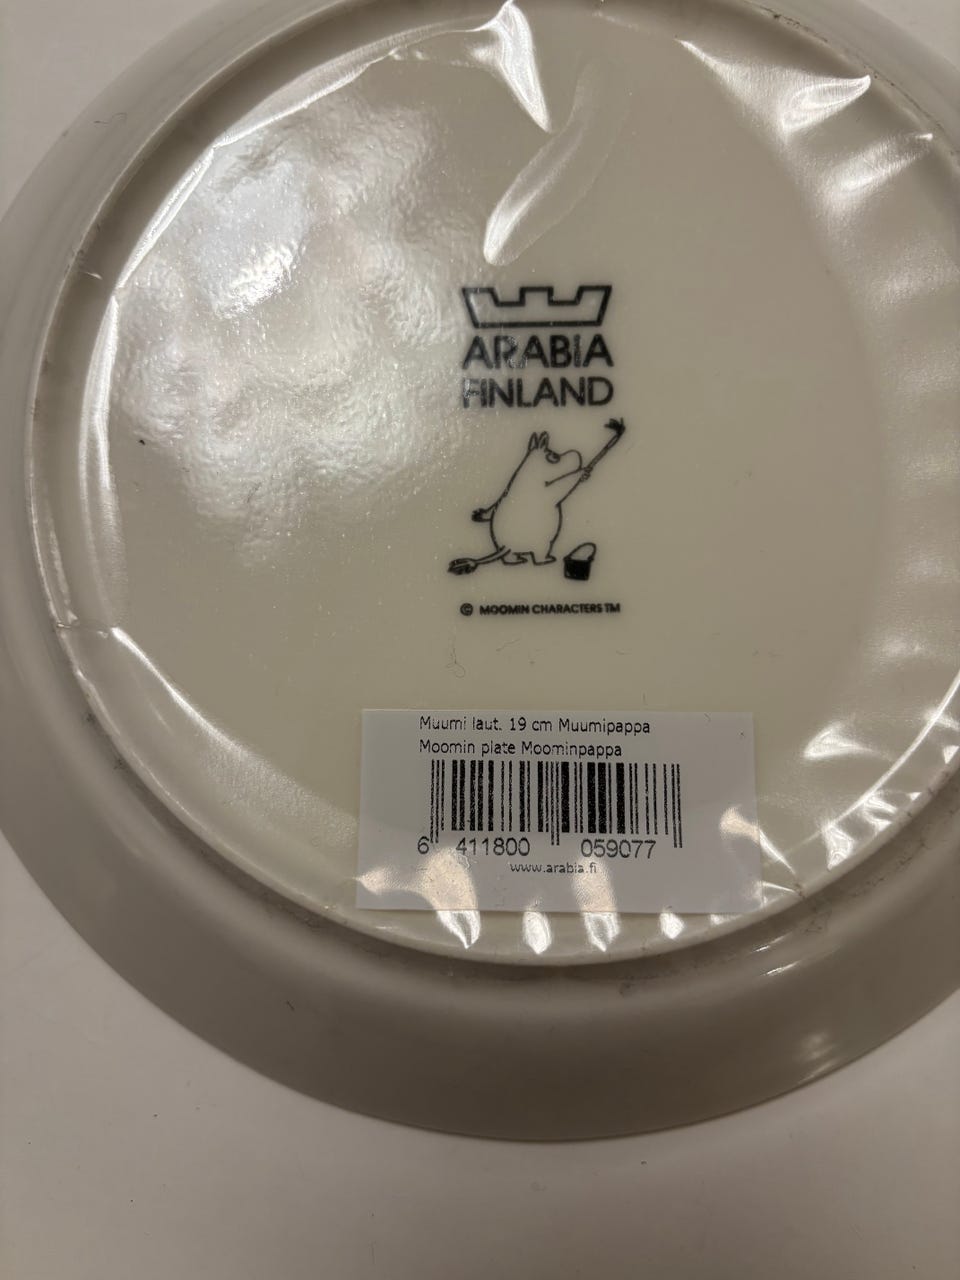 ARABIA
FINLAND
© MOOMIN CHARACTERS TM
Muumi laut. 19 cm Muumipappa
Moomin plate Moominpappa
6 411800 059077
www.arabia.fi